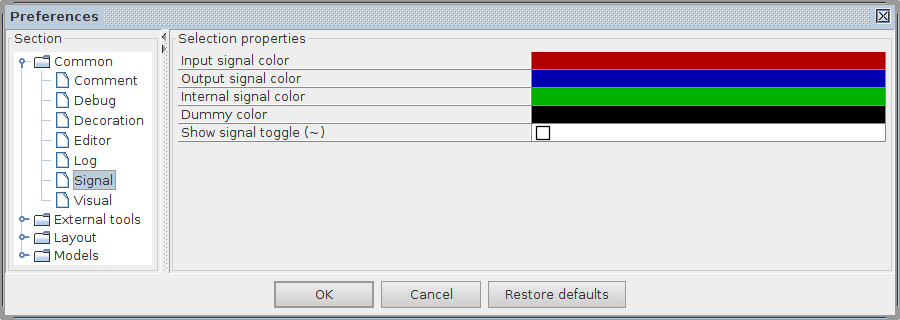 Preferences
Section
Common
Comment
Debug
Decoration
Editor
Log
Signal
Visual
External tools
Layout
Models
Selection properties
Input signal color
Output signal color
Internal signal color
Dummy color
Show signal toggle (~)
OK
Cancel
Restore defaults